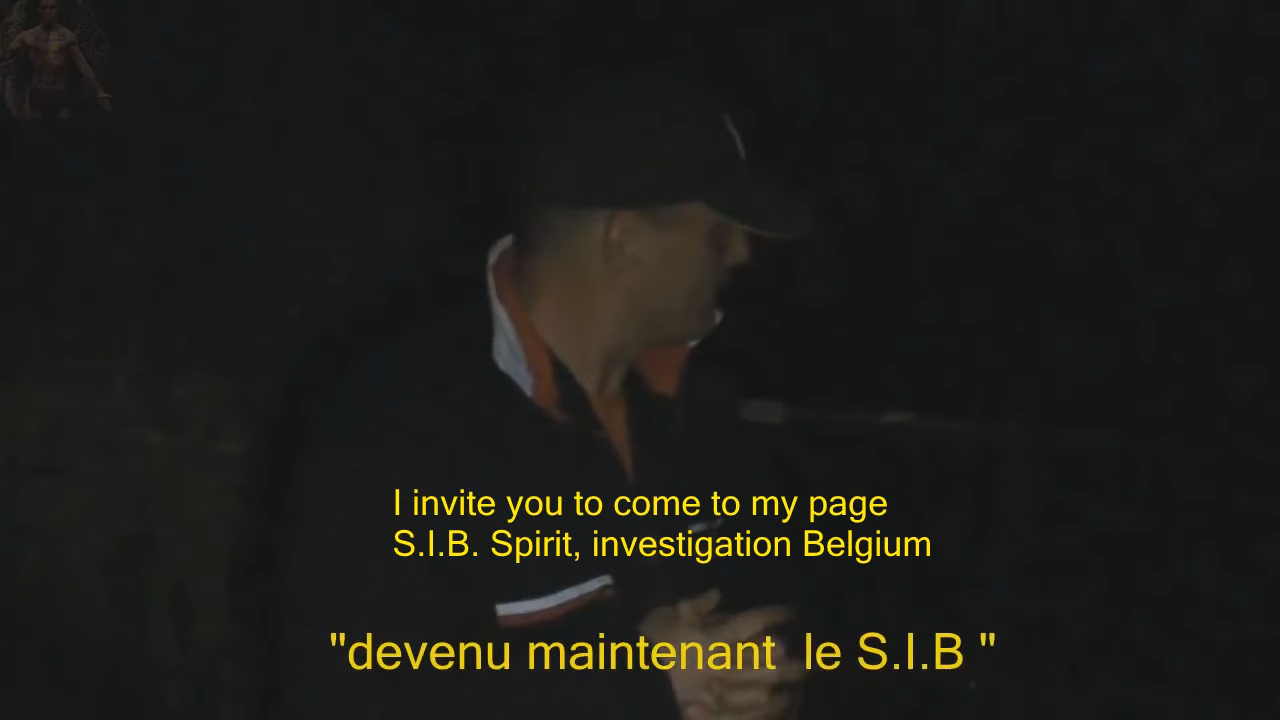 I invite you to come to my page
S.I.B. Spirit, investigation Belgium
"devenu maintenant  le S.I.B "